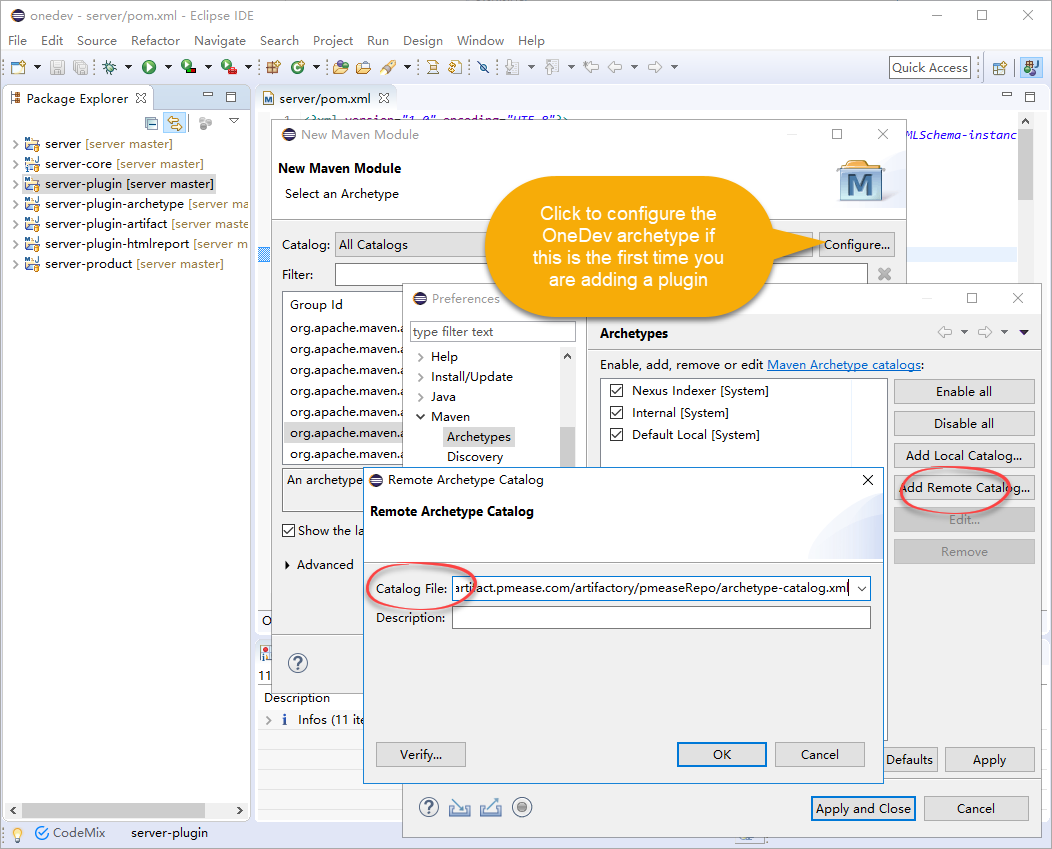 onedev - server/pom.xml - Eclipse IDE
File Edit Source Refactor Navigate Search Project Run Design Window Help
Quick Access
Package Explorer
server [server master]
server-core [server master]
server-plugin [server master]
server-plugin-archetype [server ma
server-plugin-artifact [server maste
server-plugin-htmlreport [server m
server-product [server master]
server/pom.xml
MLSchema-instanc
New Maven Module
New Maven Module
Select an Archetype
M
Catalog: All Catalogs
Configure...
Filter:
Click to configure the
OneDev archetype if
this is the first time you
are adding a plugin
Group Id
org.apache.maven.a
org.apache.maven.a
org.apache.maven.a
org.apache.maven.a
org.apache.maven.a
org.apache.maven.a
org.apache.maven.a
An archetype
Show the la
Advanced
Preferences
type filter text
Help
Install/Update
Java
Maven
Archetypes
Discovery
Archetypes
Enable, add, remove or edit Maven Archetype catalogs:
Nexus Indexer [System]
Internal [System]
Default Local [System]
Enable all
Disable all
Add Local Catalog...
Add Remote Catalog...
Edit...
Remove
Remote Archetype Catalog
Remote Archetype Catalog
Catalog File: artifact.pmease.com/artifactory/pmeaseRepo/archetype-catalog.xml
Description:
Verify...
OK
Cancel
Defaults
Apply
Apply and Close
Cancel
11
Description
Infos (11 ite
CodeMix
server-plugin